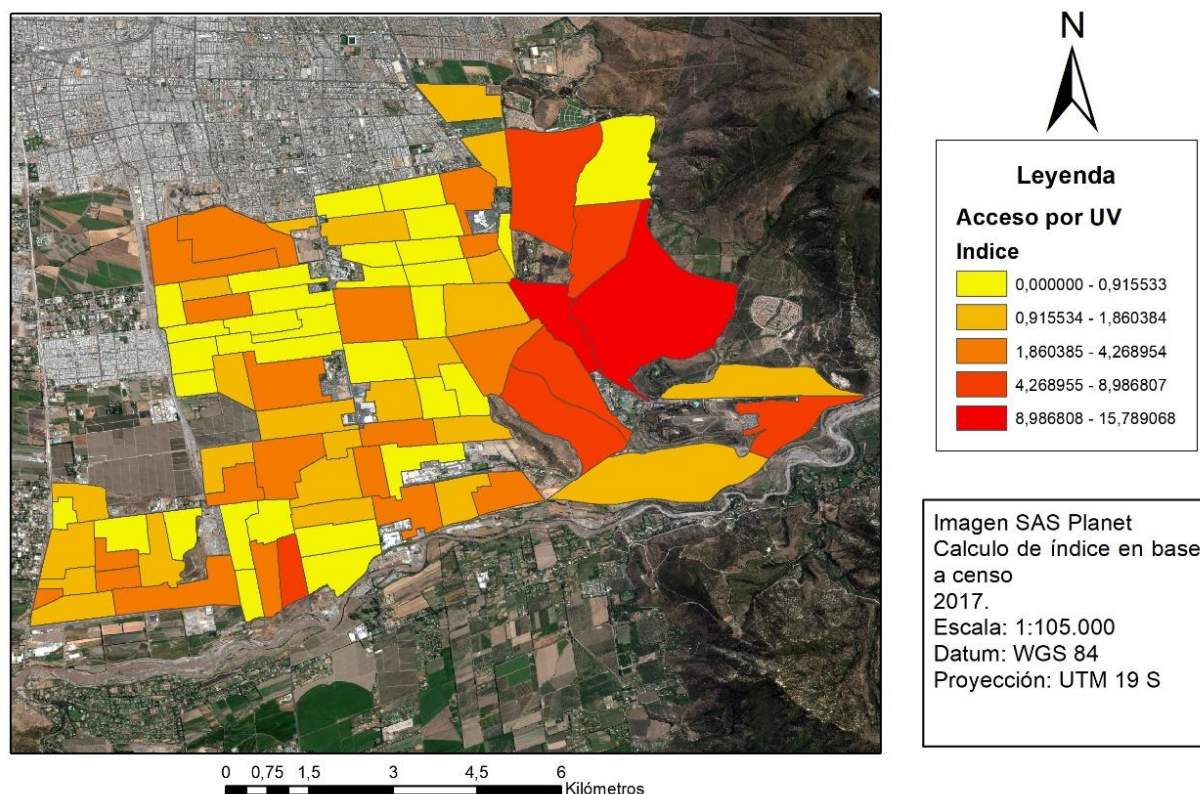 N
Leyenda
Acceso por UV
Indice
0,000000 - 0,915533
0,915534 - 1,860384
1,860385 - 4,268954
4,268955 - 8,986807
8,986808 - 15,789068
Imagen SAS Planet
Calculo de índice en base
a censo
2017.
Escala: 1:105.000
Datum: WGS 84
Proyección: UTM 19 S
0 0,75 1,5 3 4,5 6
Kilómetros